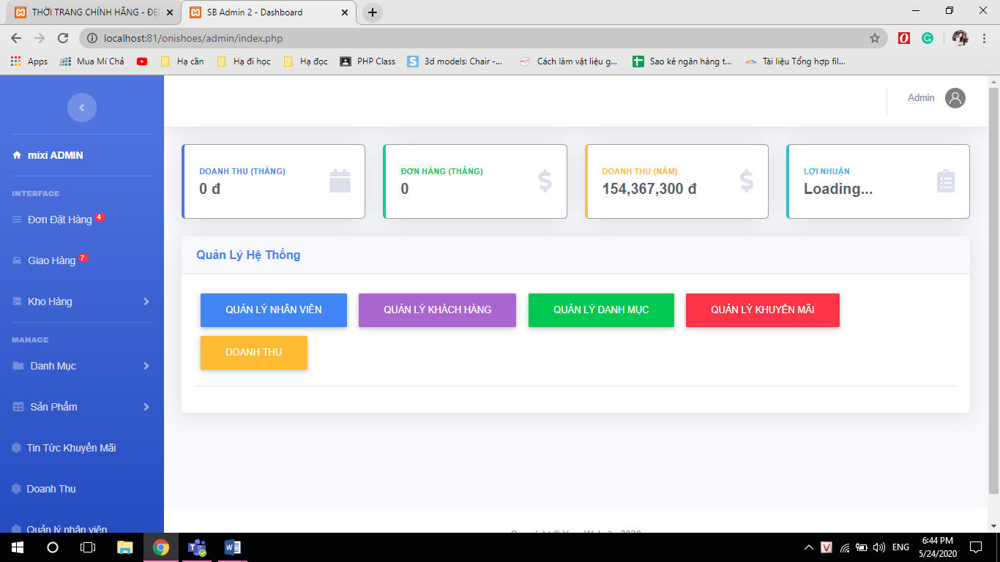 THỜI TRANG CHÍNH HÃNG - ĐẸP
SB Admin 2 - Dashboard
localhost:81/onishoes/admin/index.php
Apps
Mua Mí Chả
Hạ cần
Hạ đi học
Hạ đọc
PHP Class
3d models: Chair -...
Cách làm vật liệu g...
Sao kê ngân hàng t...
Tài liệu Tổng hợp fil...
Admin
mixi ADMIN
INTERFACE
Đơn Đặt Hàng 4
Giao Hàng 7
Kho Hàng
MANAGE
Danh Mục
Sản Phẩm
Tin Tức Khuyến Mãi
Doanh Thu
Quản lý nhân viên
DOANH THU (THÁNG)
0 đ
ĐƠN HÀNG (THÁNG)
0
DOANH THU (NĂM)
154,367,300 đ
LỢI NHUẬN
Loading...
Quản Lý Hệ Thống
QUẢN LÝ NHÂN VIÊN
QUẢN LÝ KHÁCH HÀNG
QUẢN LÝ DANH MỤC
QUẢN LÝ KHUYẾN MÃI
DOANH THU
Copyright © Your Website 2020
ENG
6:44 PM
5/24/2020